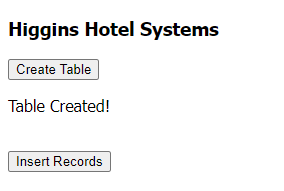 Higgins Hotel Systems
Create Table
Table Created!
Insert Records